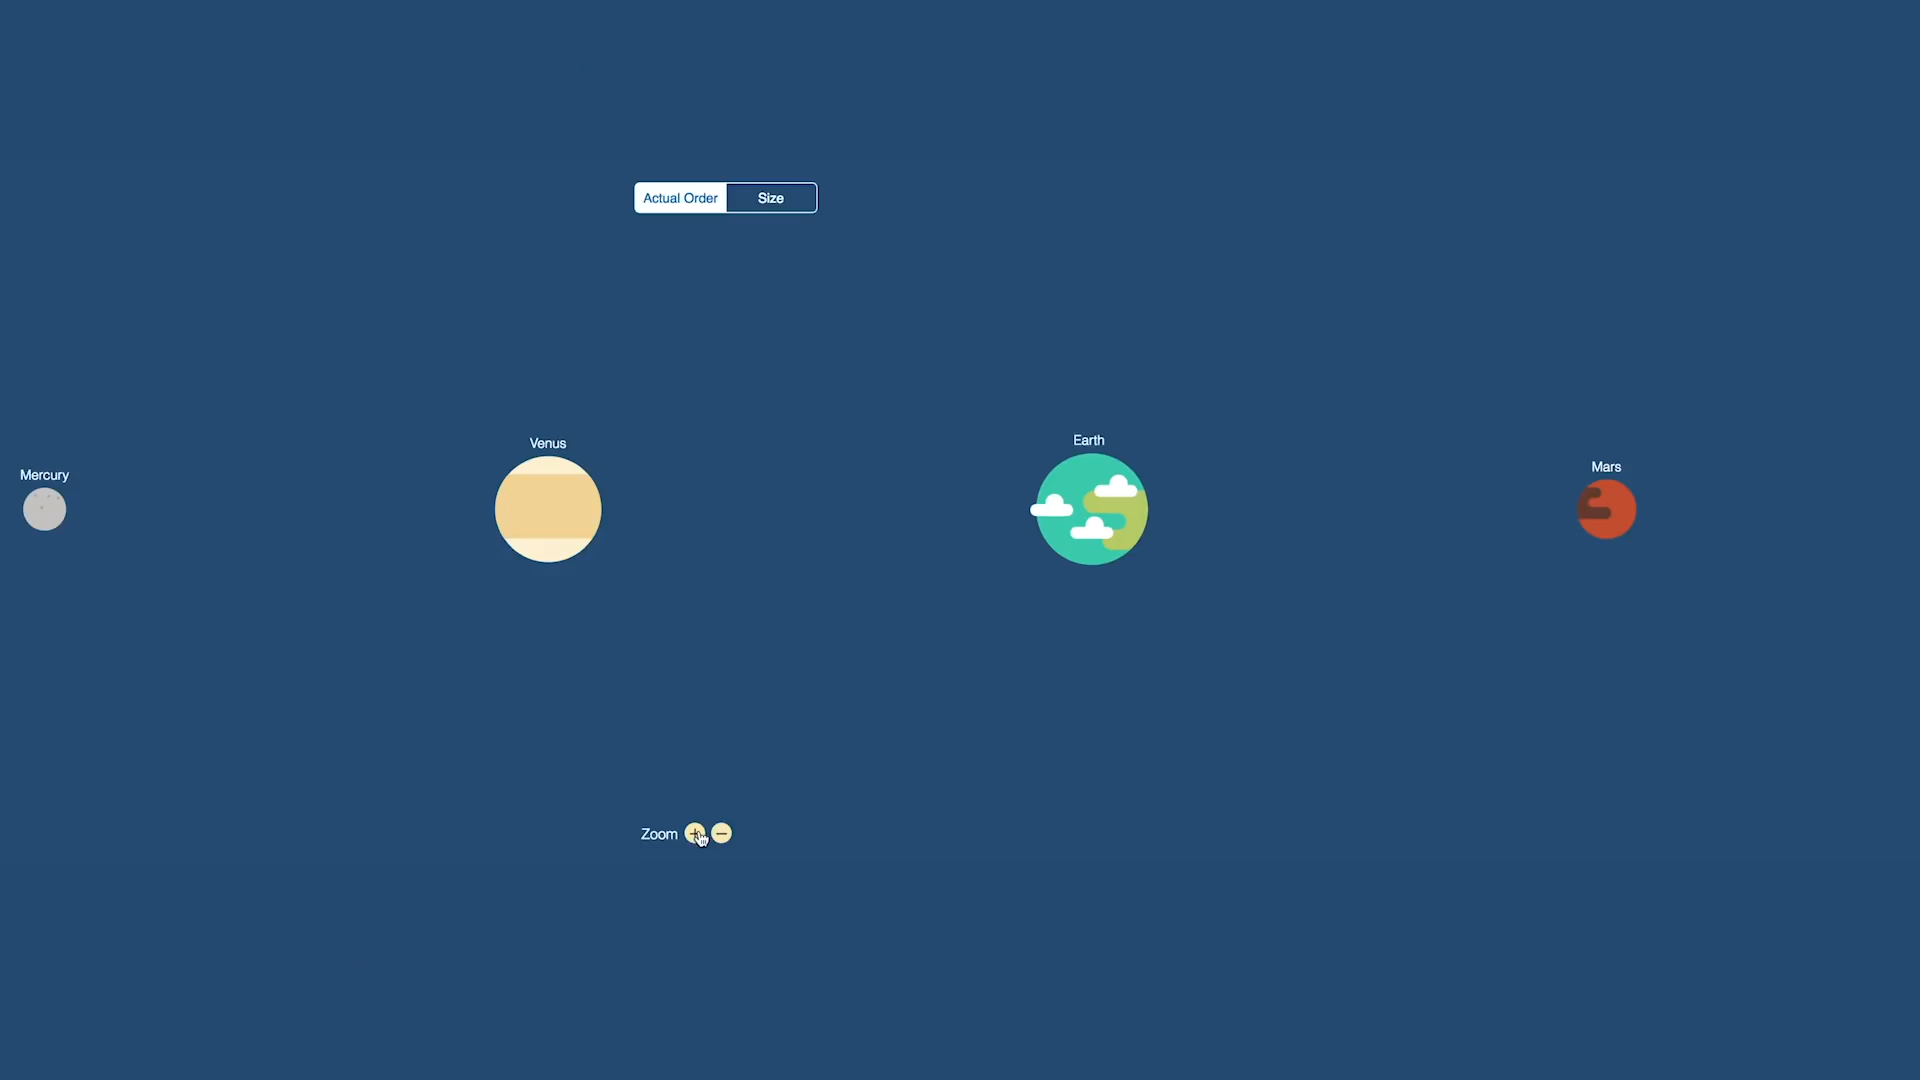 Actual Order Size
Mercury
Venus
Earth
Mars
Zoom + −